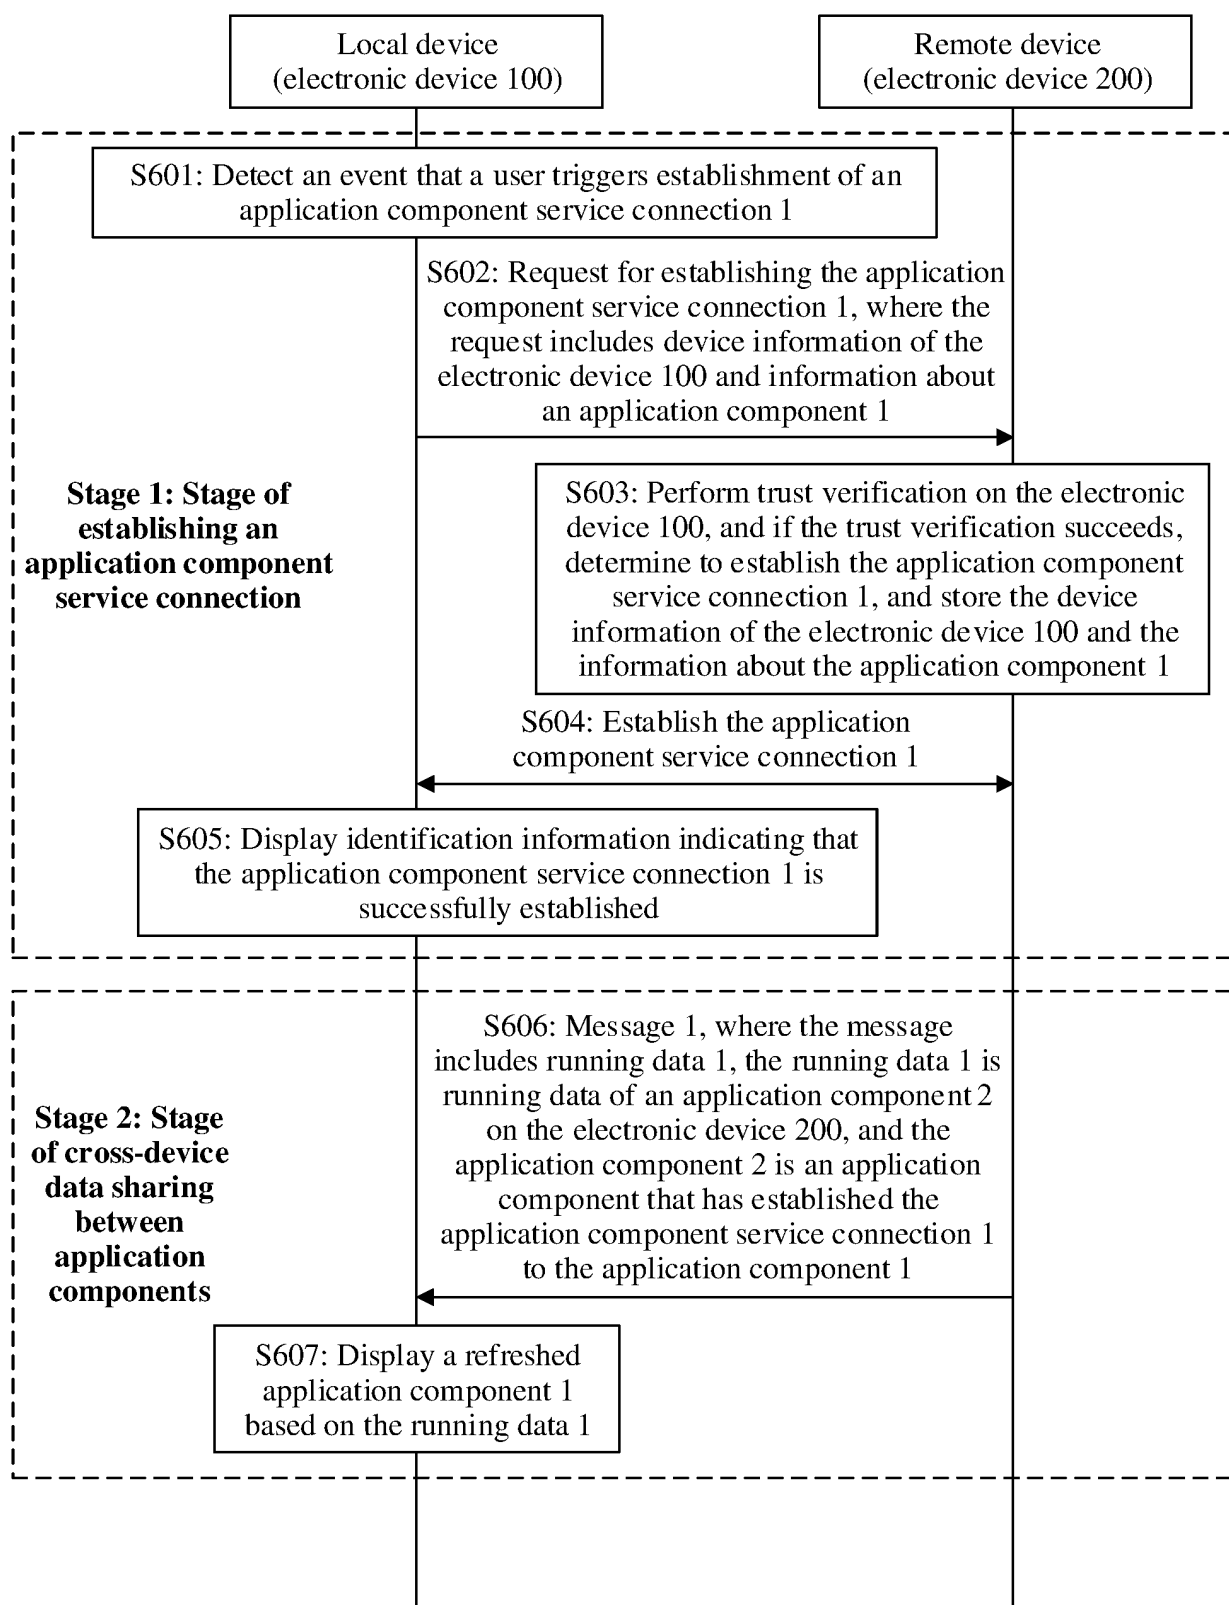 Local device
(electronic device 100)
Remote device
(electronic device 200)
S601: Detect an event that a user triggers establishment of an
application component service connection 1
S602: Request for establishing the application
component service connection 1, where the
request includes device information of the
electronic device 100 and information about
an application component 1
Stage 1: Stage of
establishing an
application component
service connection
S603: Perform trust verification on the electronic
device 100, and if the trust verification succeeds,
determine to establish the application component
service connection 1, and store the device
information of the electronic device 100 and the
information about the application component 1
S604: Establish the application
component service connection 1
S605: Display identification information indicating that
the application component service connection 1 is
successfully established
S606: Message 1, where the message
includes running data 1, the running data 1 is
running data of an application component 2
on the electronic device 200, and the
application component 2 is an application
component that has established the
application component service connection 1
to the application component 1
Stage 2: Stage
of cross-device
data sharing
between
application
components
S607: Display a refreshed
application component 1
based on the running data 1